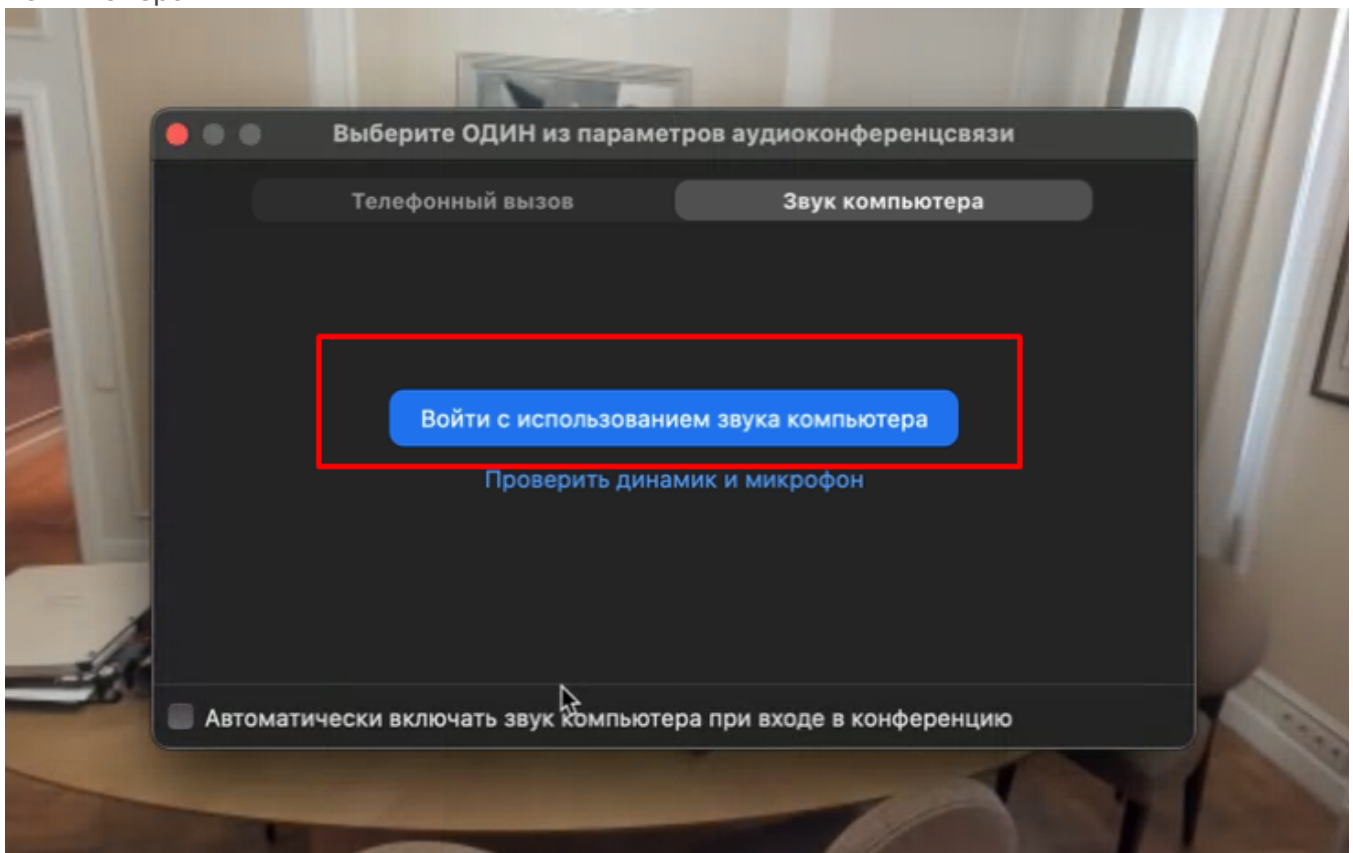 Выберите ОДИН из параметров аудиоконференцсвязи
Телефонный вызов
Звук компьютера
Войти с использованием звука компьютера
Проверить динамик и микрофон
Автоматически включать звук компьютера при входе в конференцию